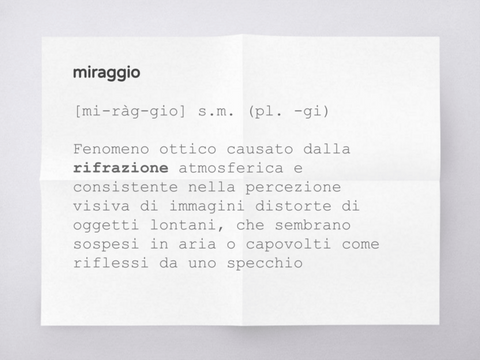 miraggio
[mi-ràg-gio] s.m. (pl. -gi)
Fenomeno ottico causato dalla
rifrazione atmosferica e
consistente nella percezione
visiva di immagini distorte di
oggetti lontani, che sembrano
sospesi in aria o capovolti come
riflessi da uno specchio